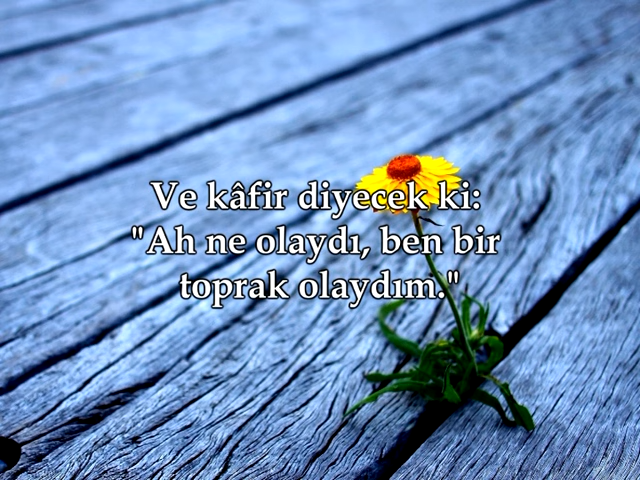 Ve kâfir diyecek ki:
"Ah ne olaydı, ben bir
toprak olaydım."